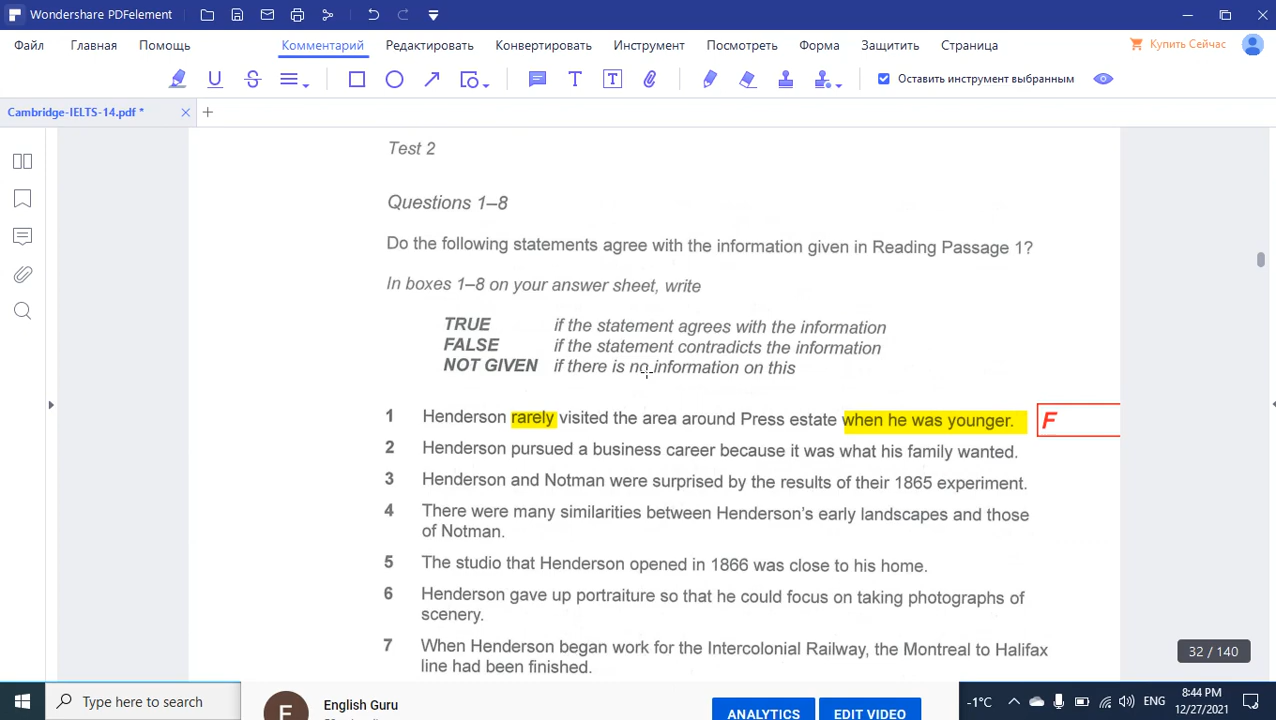 Wondershare PDFelement
Файл Главная Помощь Комментарий Редактировать Конвертировать Инструмент Посмотреть Форма Защитить Страница Купить Сейчас
Оставить инструмент выбранным
Cambridge-IELTS-14.pdf *
Test 2
Questions 1–8
Do the following statements agree with the information given in Reading Passage 1?
In boxes 1–8 on your answer sheet, write
TRUE if the statement agrees with the information
FALSE if the statement contradicts the information
NOT GIVEN if there is no information on this
1 Henderson rarely visited the area around Press estate when he was younger. F
2 Henderson pursued a business career because it was what his family wanted.
3 Henderson and Notman were surprised by the results of their 1865 experiment.
4 There were many similarities between Henderson's early landscapes and those
of Notman.
5 The studio that Henderson opened in 1866 was close to his home.
6 Henderson gave up portraiture so that he could focus on taking photographs of
scenery.
7 When Henderson began work for the Intercolonial Railway, the Montreal to Halifax
line had been finished.
32 / 140
Type here to search
E
English Guru
ANALYTICS EDIT VIDEO
-1°C ENG
8:44 PM
12/27/2021